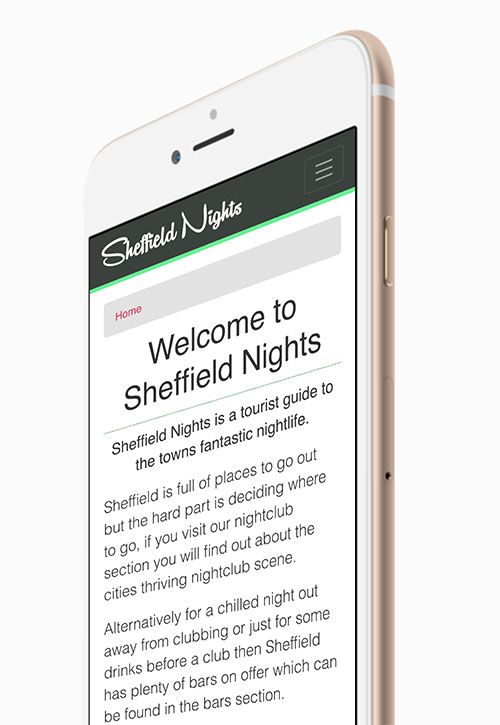 Sheffield Nights
Home
Welcome to
Sheffield Nights
Sheffield Nights is a tourist guide to
the towns fantastic nightlife.
Sheffield is full of places to go out
but the hard part is deciding where
to go, if you visit our nightclub
section you will find out about the
cities thriving nightclub scene.
Alternatively for a chilled night out
away from clubbing or just for some
drinks before a club then Sheffield
has plenty of bars on offer which can
be found in the bars section.